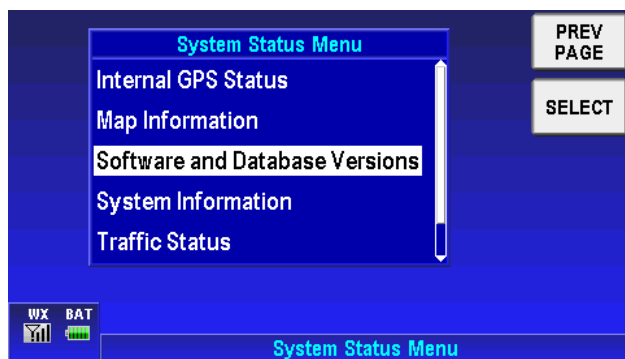 System Status Menu
PREV
PAGE
Internal GPS Status
SELECT
Map Information
Software and Database Versions
System Information
Traffic Status
WX BAT
System Status Menu